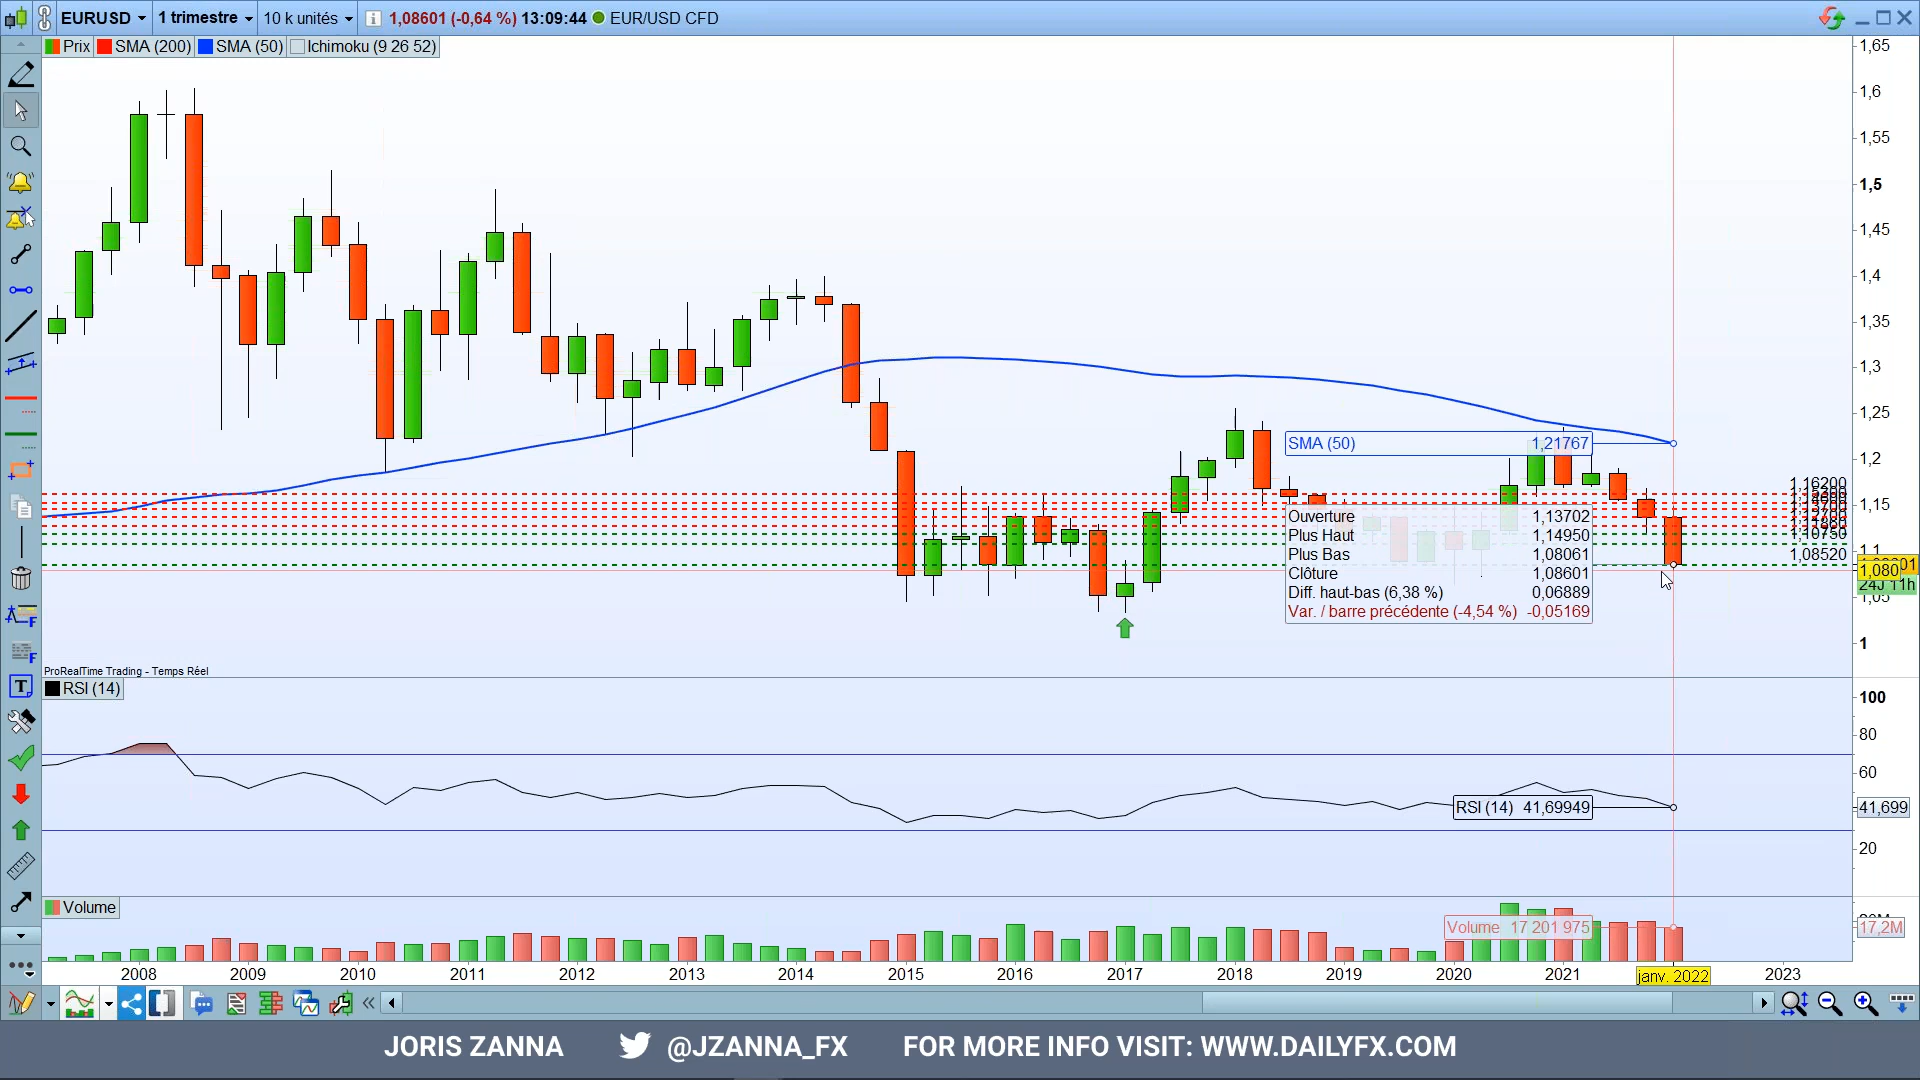 EURUSD 1 trimestre 10 k unités 1,08601 (-0,64 %) 13:09:44 EUR/USD CFD
Prix SMA (200) SMA (50) Ichimoku (9 26 52)
1,65
1,6
1,55
1,5
1,45
1,4
1,35
1,3
1,25
1,2
1,15
1,1
1,05
1
SMA (50) 1,21767
1,16200
1,10750
1,08520
1,080
24J 11h
Ouverture 1,13702
Plus Haut 1,14950
Plus Bas 1,08061
Clôture 1,08601
Diff. haut-bas (6,38 %) 0,06889
Var. / barre précédente (-4,54 %) -0,05169
ProRealTime Trading - Temps Réel
RSI (14)
100
80
60
41,699
20
RSI (14) 41,69949
Volume
Volume 17 201 975
17,2M
2008 2009 2010 2011 2012 2013 2014 2015 2016 2017 2018 2019 2020 2021 janv. 2022 2023
JORIS ZANNA @JZANNA_FX FOR MORE INFO VISIT: WWW.DAILYFX.COM